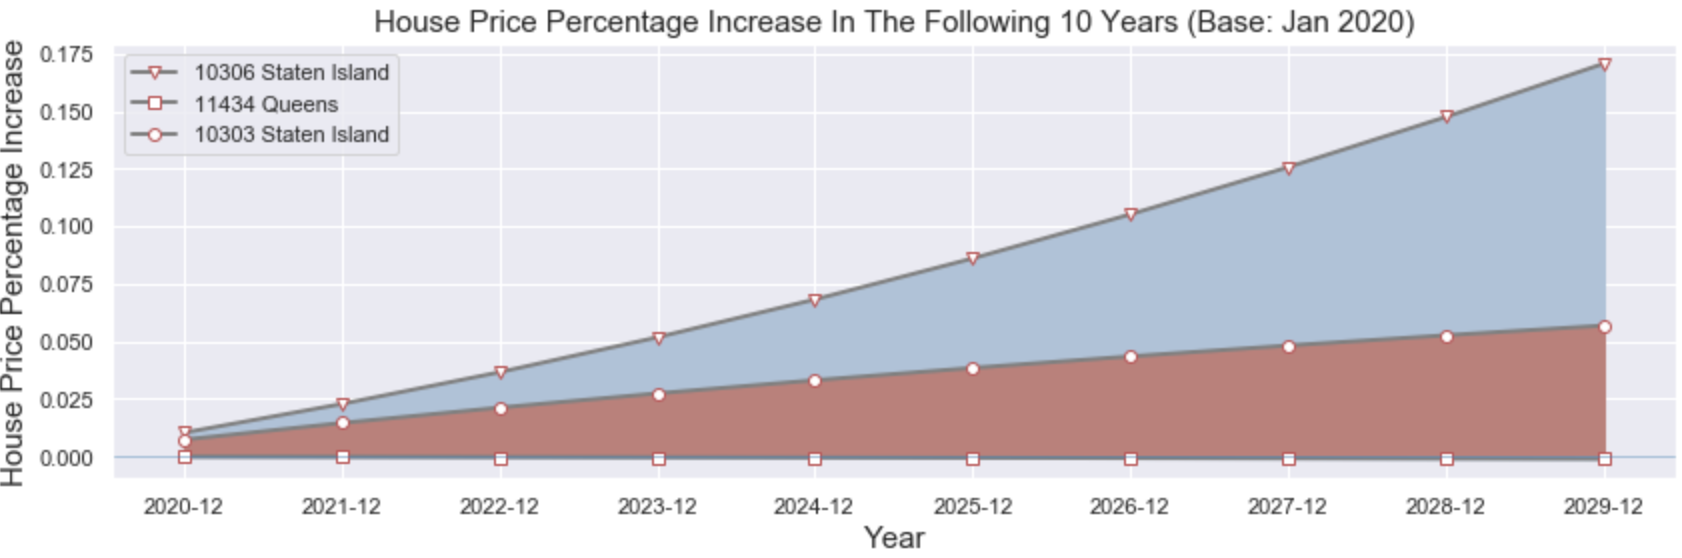 House Price Percentage Increase In The Following 10 Years (Base: Jan 2020)
House Price Percentage Increase
0.175
0.150
0.125
0.100
0.075
0.050
0.025
0.000
10306 Staten Island
11434 Queens
10303 Staten Island
2020-12 2021-12 2022-12 2023-12 2024-12 2025-12 2026-12 2027-12 2028-12 2029-12
Year